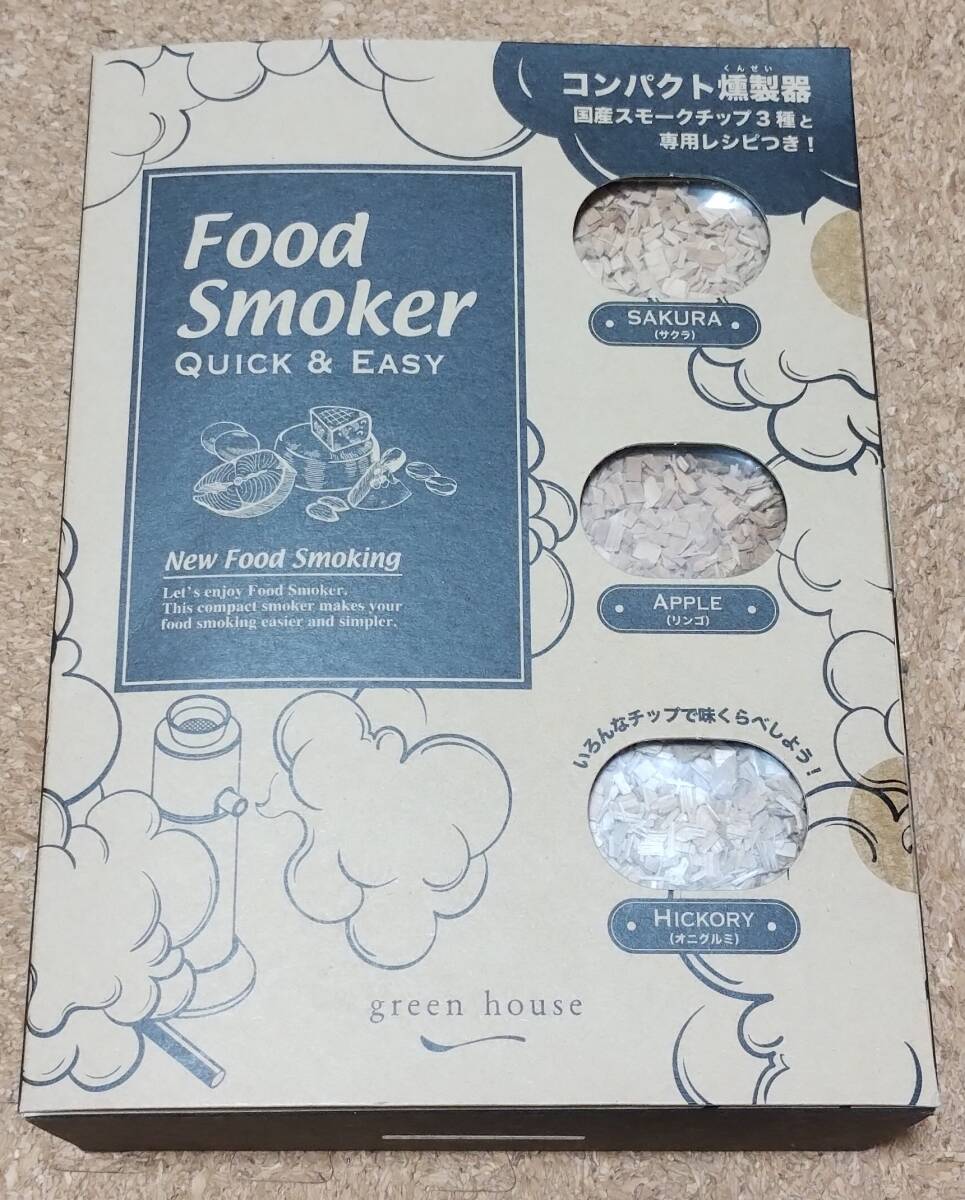 コンパクト燻製器
くんせい
国産スモークチップ3種と
専用レシピつき!
Food
Smoker
QUICK & EASY
New Food Smoking
Let's enjoy Food Smoker.
This compact smoker makes your
food smoking easier and simpler.
SAKURA
(サクラ)
APPLE
(リンゴ)
いろんなチップで味くらべしよう!
HICKORY
(オニグルミ)
green house